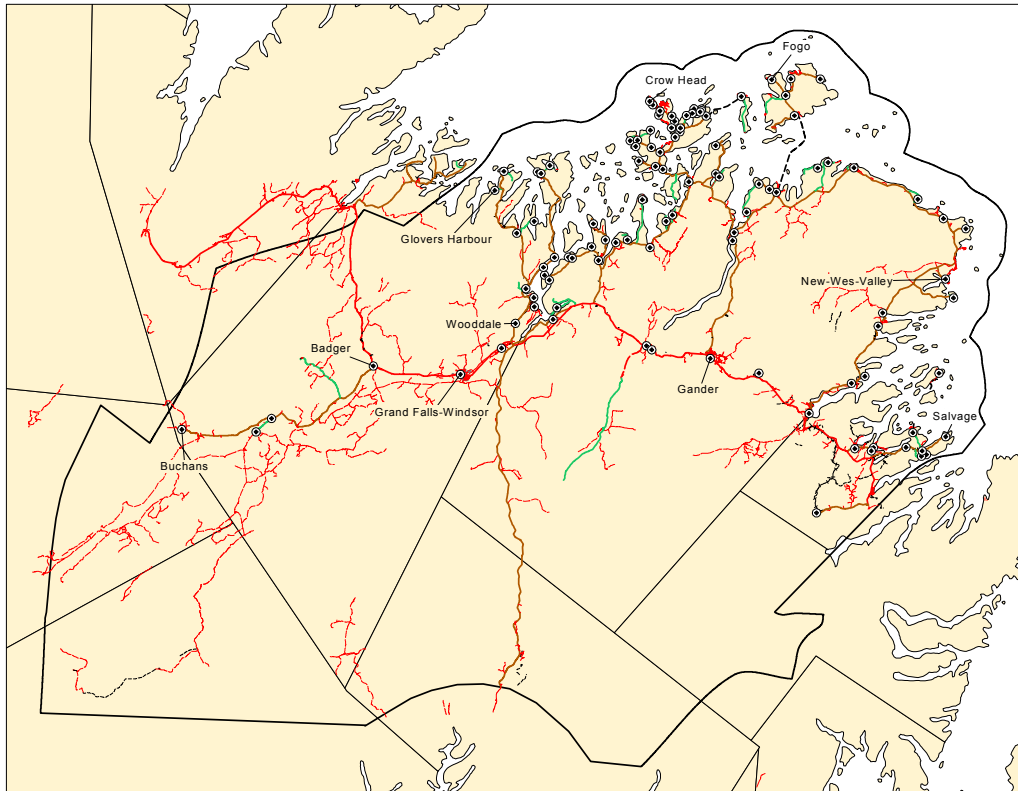 Fogo
Crow Head
Glovers Harbour
New-Wes-Valley
Wooddale
Badger
Gander
Grand Falls-Windsor
Salvage
Buchans